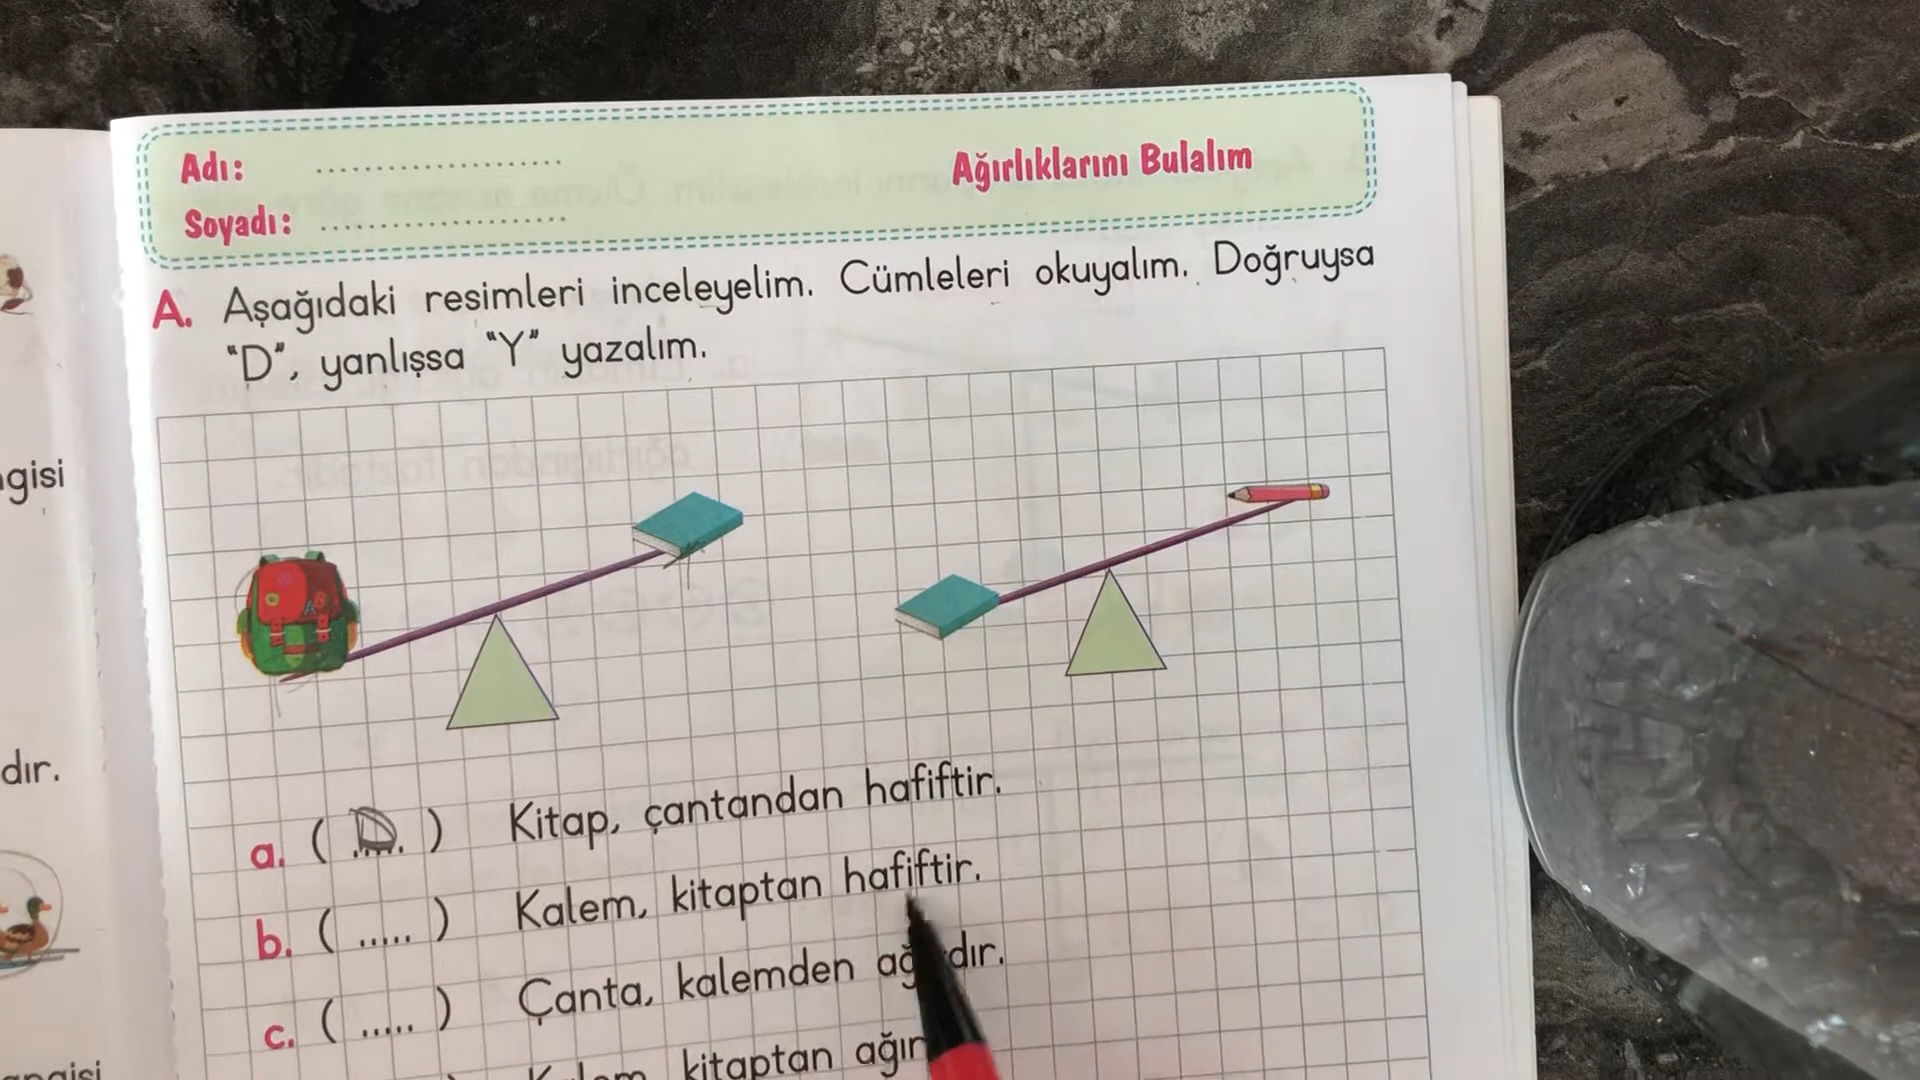 Adı: ....................
Ağırlıklarını Bulalım
Soyadı: ....................
A. Aşağıdaki resimleri inceleyelim. Cümleleri okuyalım. Doğruysa
"D", yanlışsa "Y" yazalım.
a. ( D ) Kitap, çantandan hafiftir.
b. ( ..... ) Kalem, kitaptan hafiftir.
c. ( ..... ) Çanta, kalemden
kitaptan
gisi
dır.